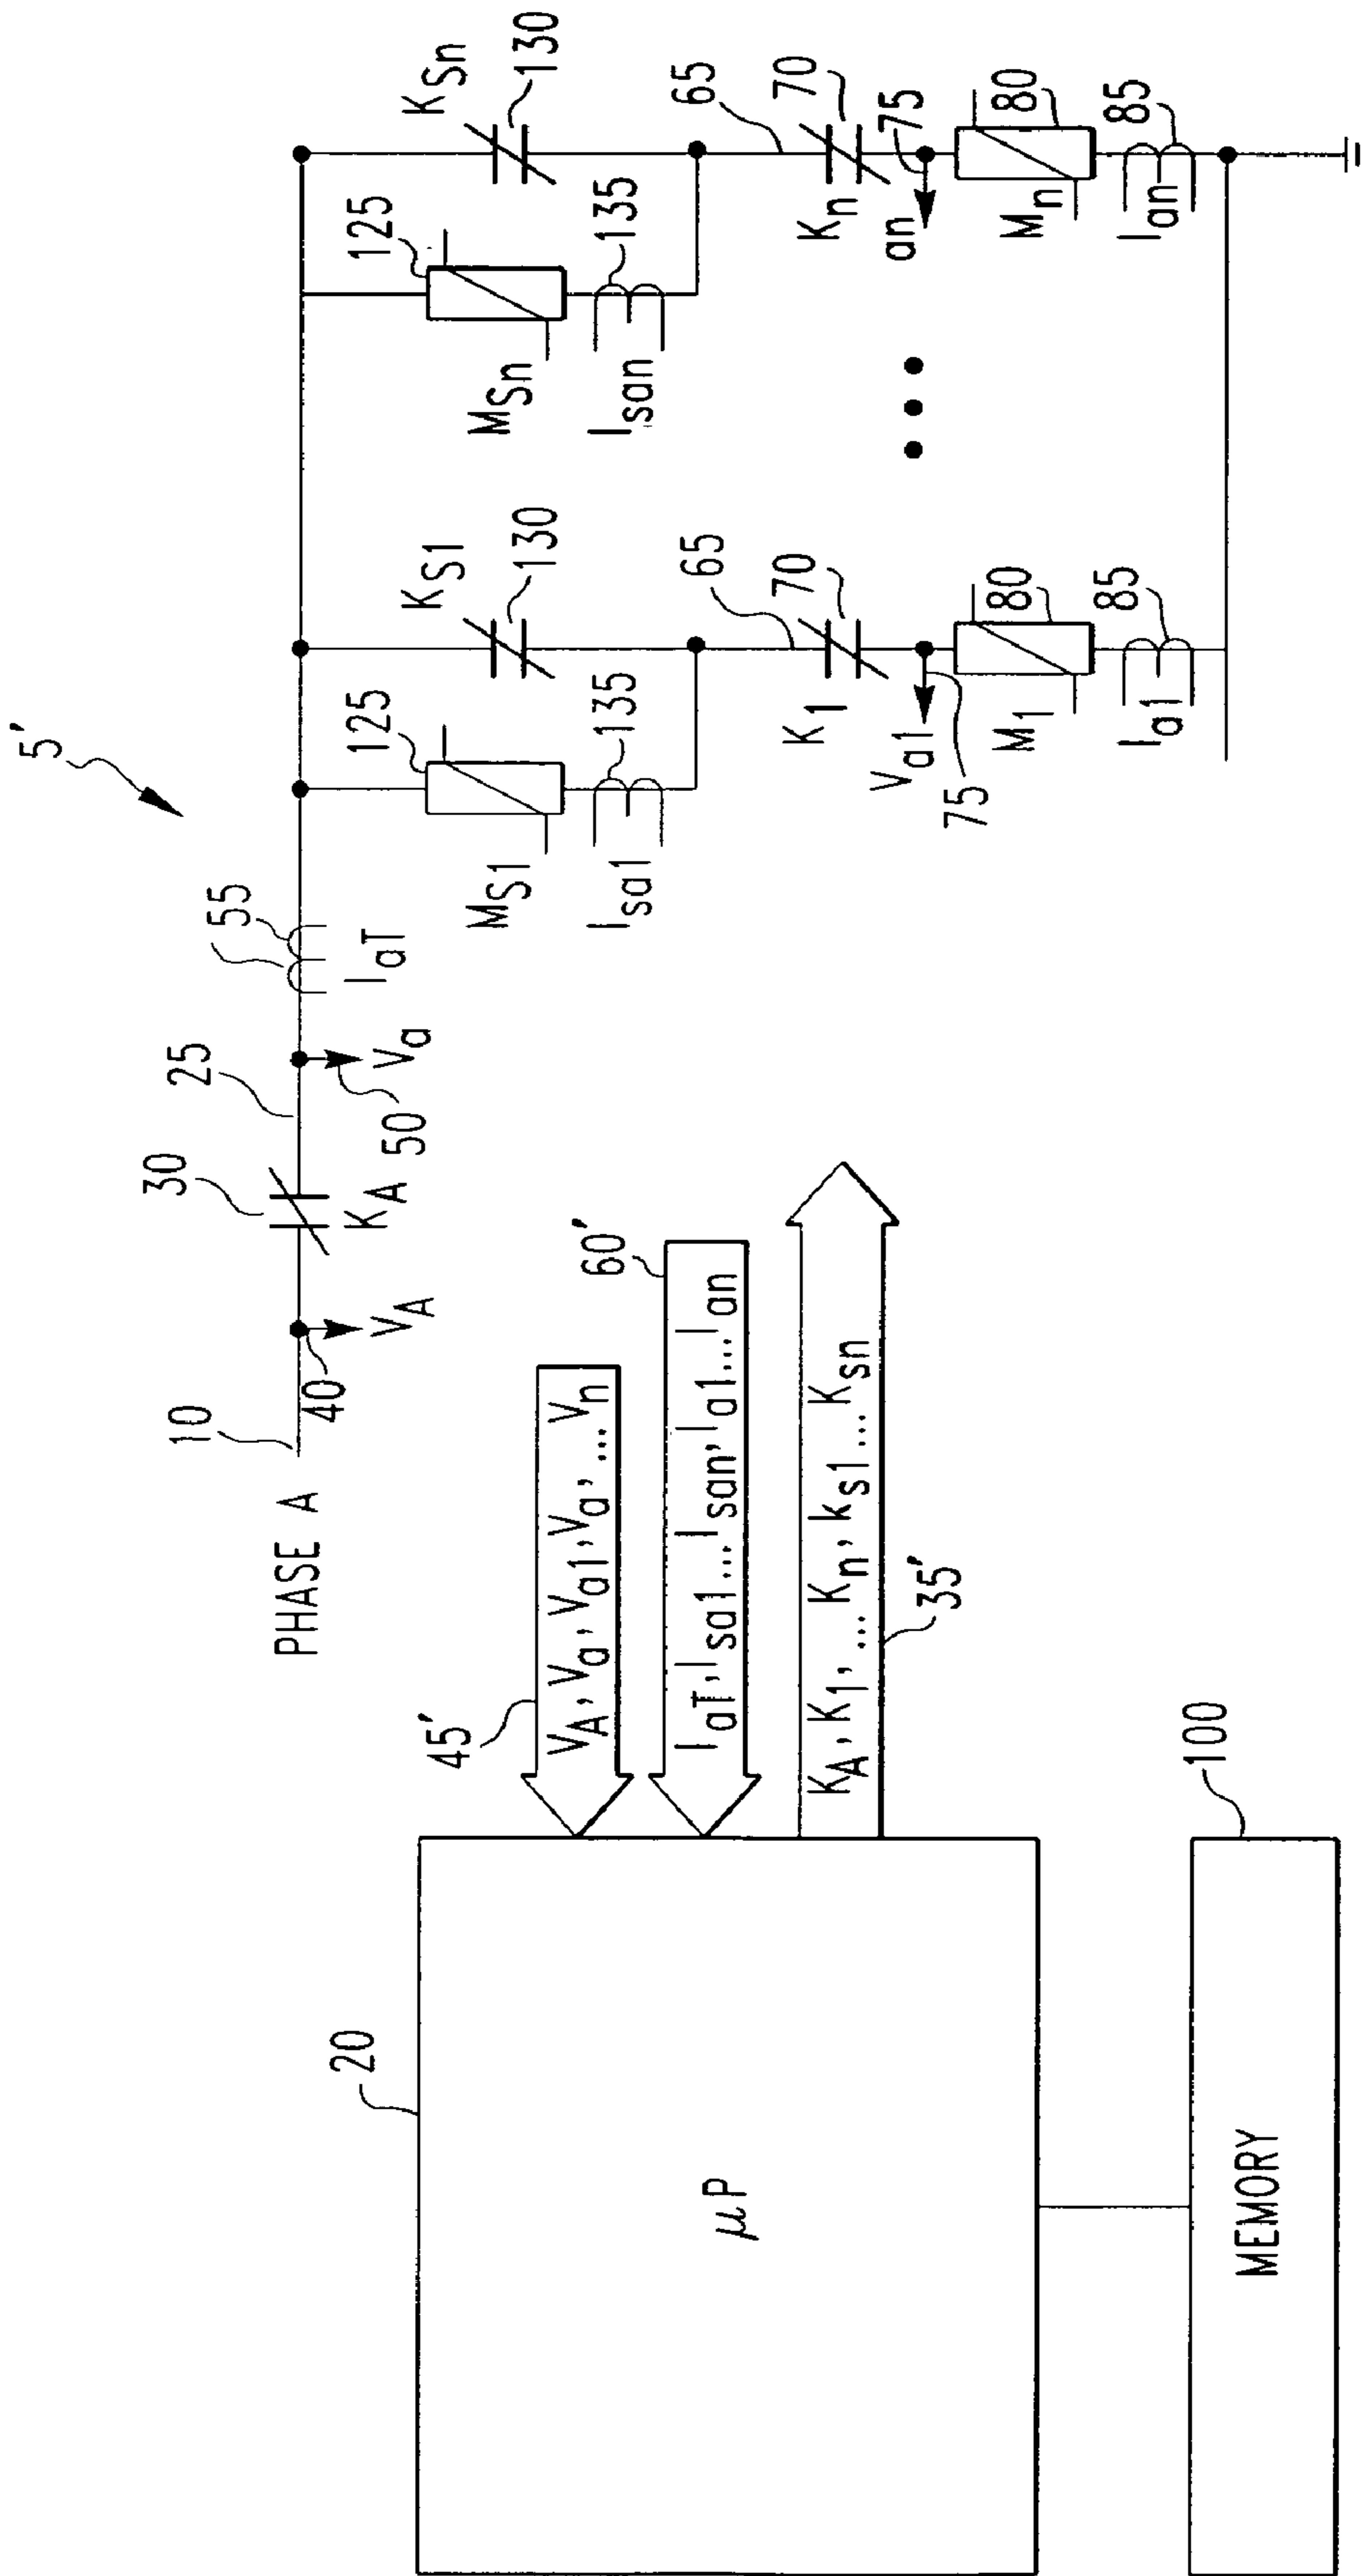 5'
10
PHASE A
40
V_A
30
K_A
25
50
V_a
55
I_aT
125
M_S1
135
I_sa1
K_S1
130
65
70
K_1
V_a1
75
80
M_1
85
I_a1
125
M_Sn
135
I_san
K_Sn
130
65
70
K_n
75
an
80
M_n
85
I_an
45'
V_A, V_a, V_a1, V_a, ... V_n
60'
I_aT, I_sa1... I_san, I_a1... I_an
K_A, K_1, ... K_n, k_s1... K_sn
35'
20
μP
100
MEMORY